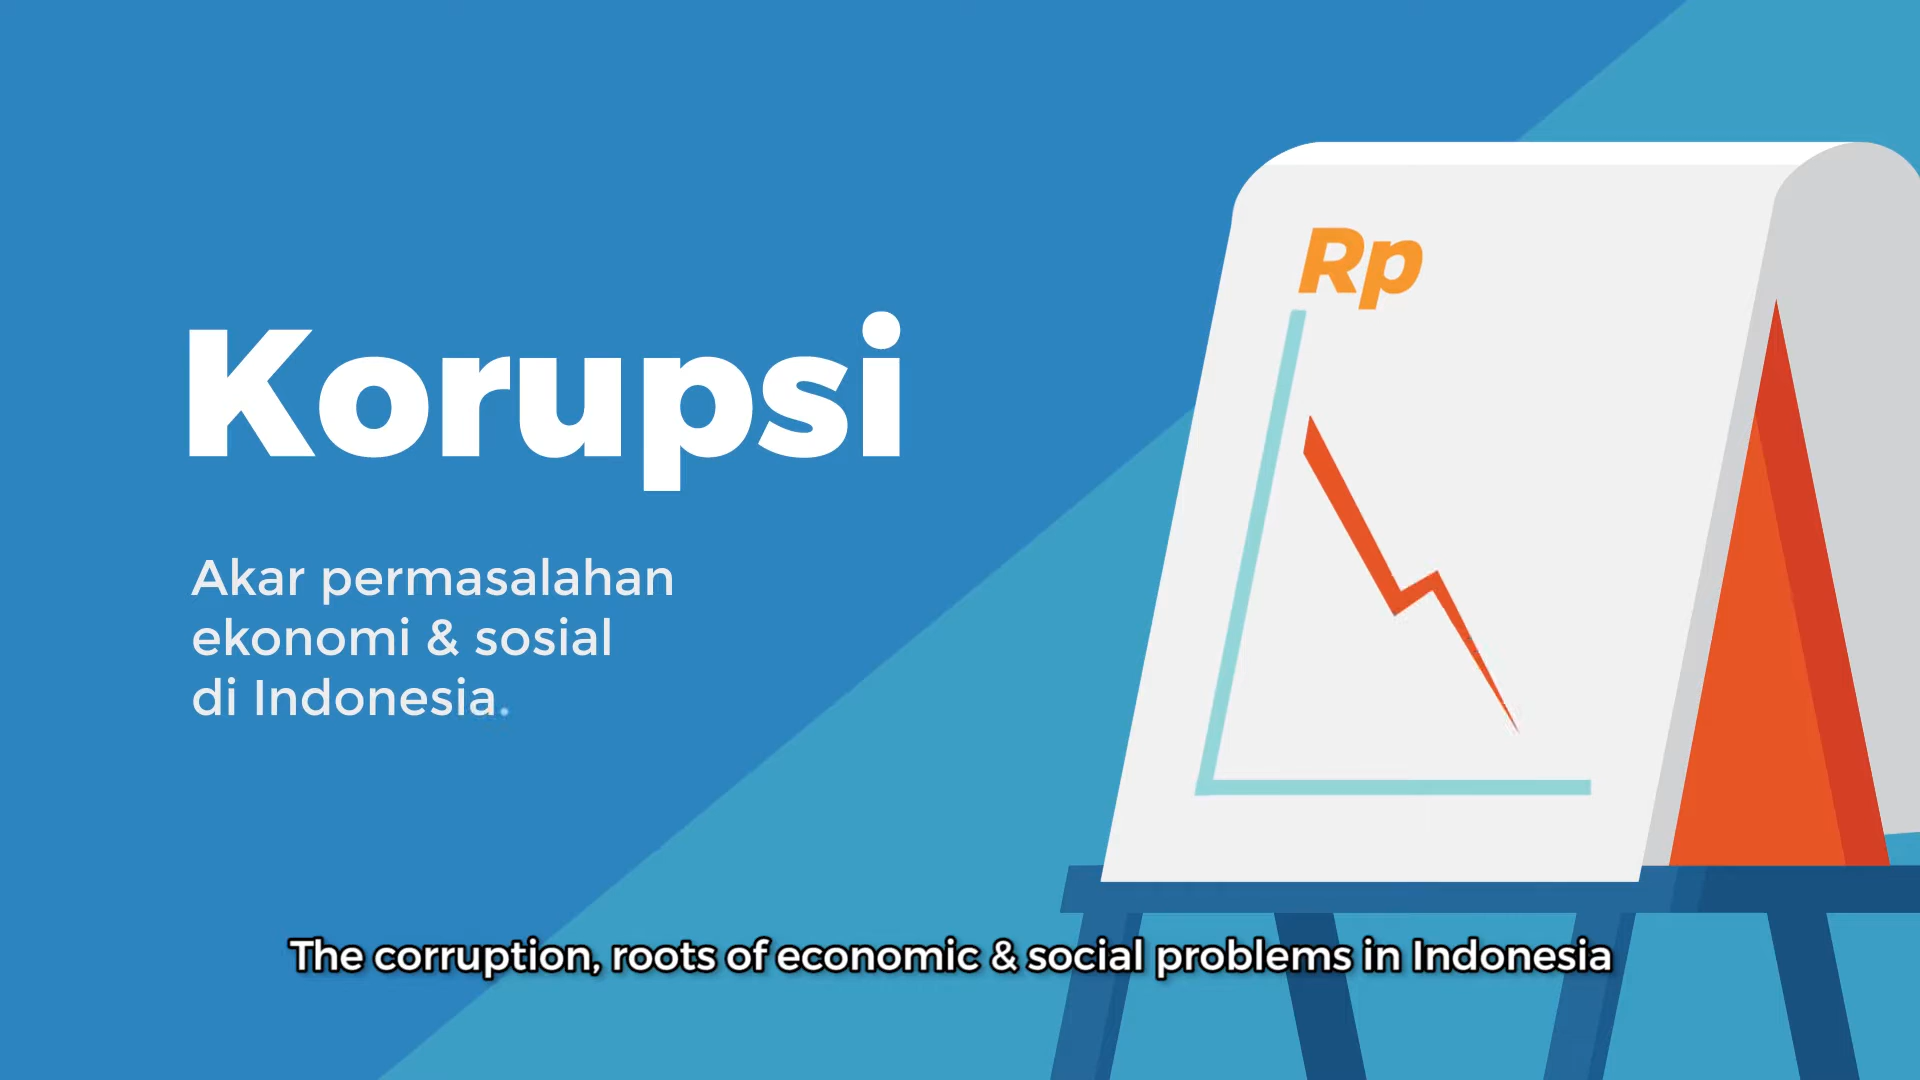 Rp
Korupsi
Akar permasalahan
ekonomi & sosial
di Indonesia.
The corruption, roots of economic & social problems in Indonesia